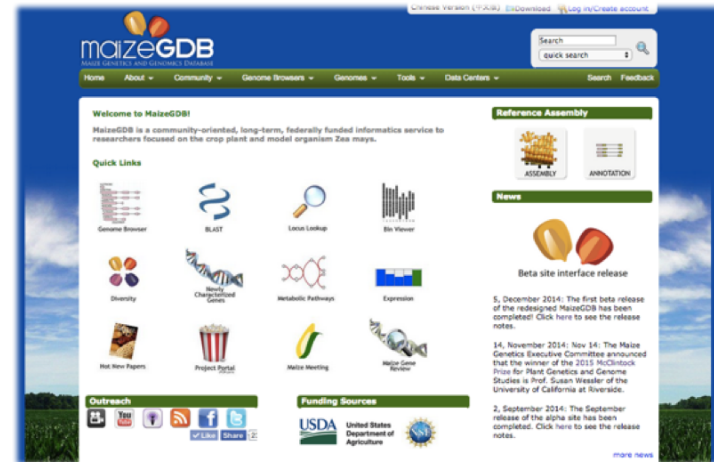 Chinese Version (中文版) Download Log in/Create account
maizeGDB
MAIZE GENETICS AND GENOMICS DATABASE
Search
quick search
Home About Community Genome Browsers Genomes Tools Data Centers Search Feedback
Welcome to MaizeGDB!
MaizeGDB is a community-oriented, long-term, federally funded informatics service to
researchers focused on the crop plant and model organism Zea mays.
Quick Links
Genome Browser
BLAST
Locus Lookup
Bin Viewer
Diversity
Newly
Characterized
Genes
Metabolic Pathways
Expression
Hot New Papers
Project Portal
Maize Meeting
Maize Gene
Review
Outreach
You
Tube
Like Share
Funding Sources
USDA
United States
Department of
Agriculture
NSF
Reference Assembly
ASSEMBLY
ANNOTATION
News
Beta site interface release
5, December 2014: The first beta release
of the redesigned MaizeGDB has been
completed! Click here to see the release
notes.
14, November 2014: Nov 14: The Maize
Genetics Executive Committee announced
that the winner of the 2015 McClintock
Prize for Plant Genetics and Genome
Studies is Prof. Susan Wessler of the
University of California at Riverside.
2, September 2014: The September
release of the alpha site has been
completed. Click here to see the release
notes.
more news